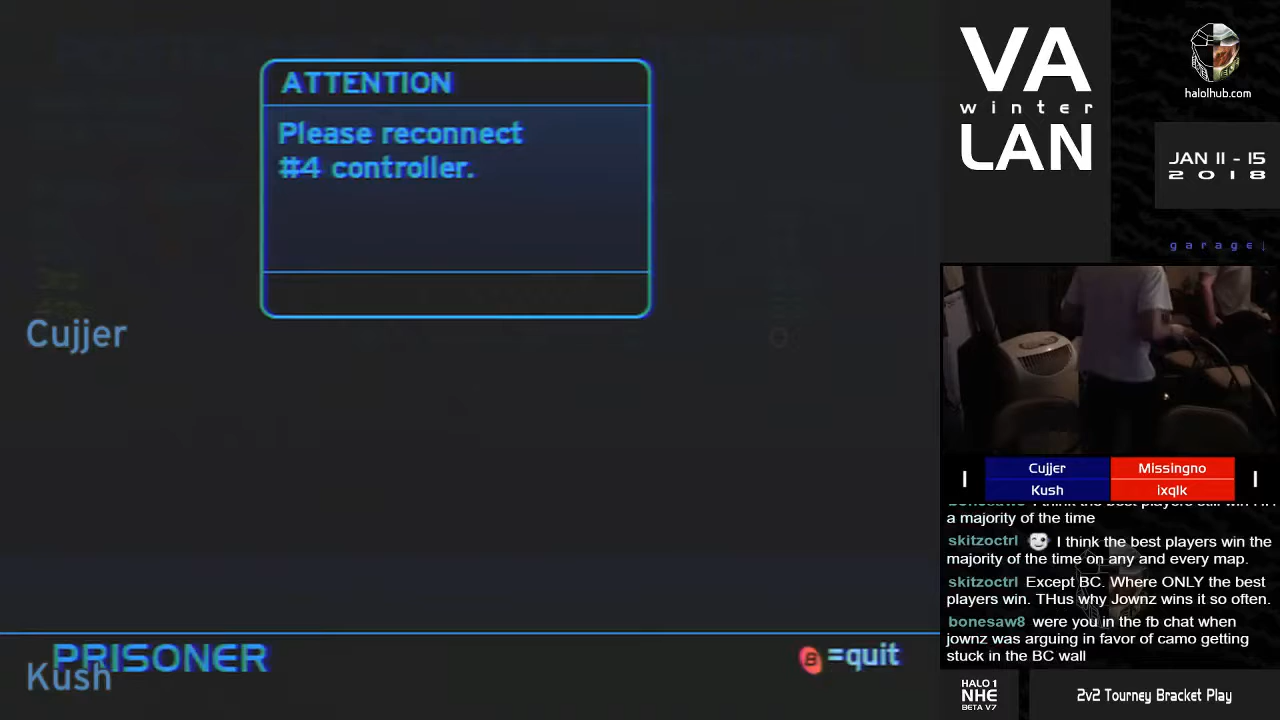 ATTENTION
Please reconnect
#4 controller.
Cujjer
PRISONER
Kush
B =quit
VA
winter
LAN
halo1hub.com
JAN 11 - 15
2018
garage
Cujjer
Missingno
1
1
Kush
ixqlk
a majority of the time
skitzoctrl I think the best players win the
majority of the time on any and every map.
skitzoctrl Except BC. Where ONLY the best
players win. THus why Jownz wins it so often.
bonesaw8 were you in the fb chat when
jownz was arguing in favor of camo getting
stuck in the BC wall
HALO 1
NHE
BETA V7
2v2 Tourney Bracket Play